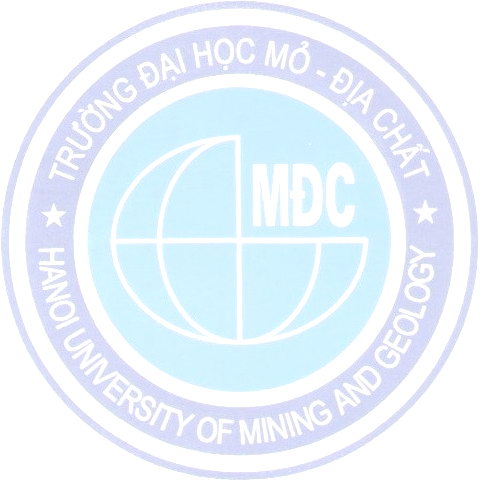 TRƯỜNG ĐẠI HỌC MỎ - ĐỊA CHẤT
MĐC
HANOI UNIVERSITY OF MINING AND GEOLOGY